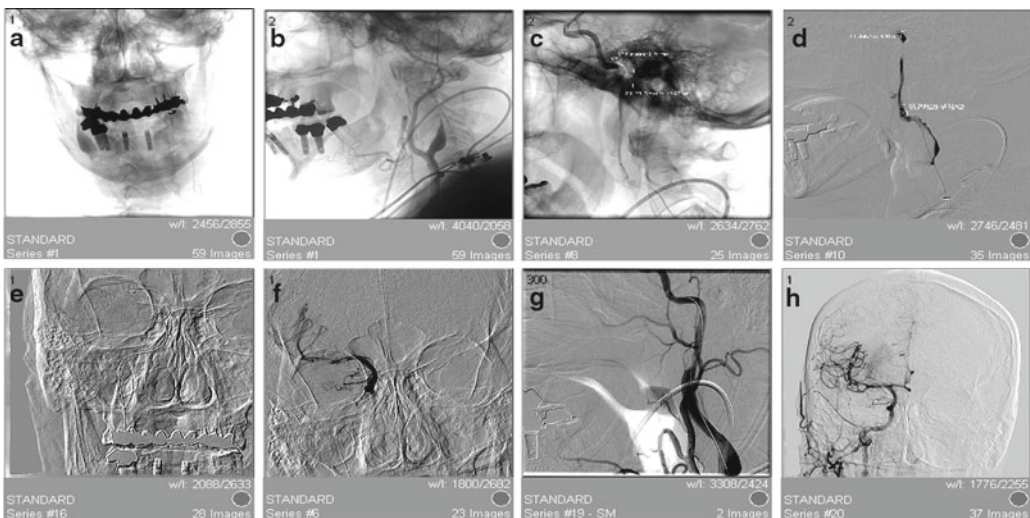 1
a
w/l: 2456/2855
STANDARD
Series #1 59 Images
2
b
w/l: 4040/2058
STANDARD
Series #1 59 Images
2
c
w/l: 2634/2762
STANDARD
Series #8 25 Images
2
d
w/l: 2746/2481
STANDARD
Series #10 35 Images
1
e
w/l: 2088/2633
STANDARD
Series #16 28 Images
1
f
w/l: 1800/2682
STANDARD
Series #6 23 Images
300
g
w/l: 3308/2424
STANDARD
Series #19 - SM 2 Images
1
h
w/l: 1776/2255
STANDARD
Series #20 37 Images